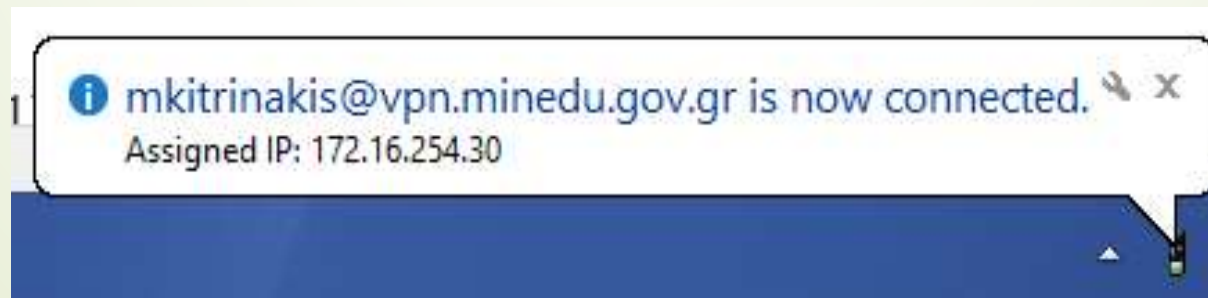 mkitrinakis@vpn.minedu.gov.gr is now connected.
Assigned IP: 172.16.254.30